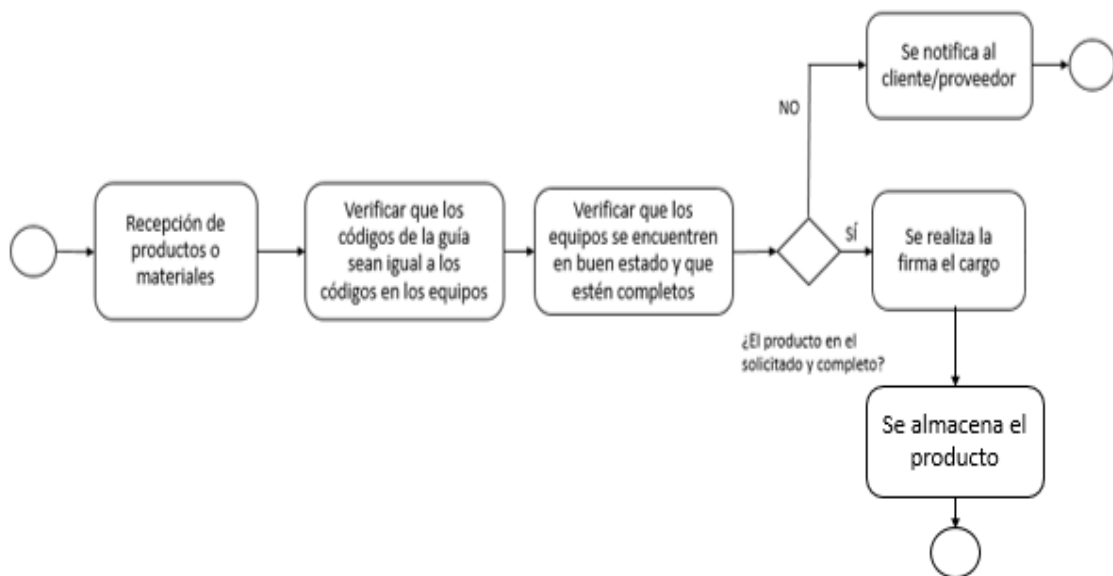 Recepción de
productos o
materiales
Verificar que los
códigos de la guía
sean igual a los
códigos en los equipos
Verificar que los
equipos se encuentren
en buen estado y que
estén completos
¿El producto en el
solicitado y completo?
NO
Se notifica al
cliente/proveedor
SÍ
Se realiza la
firma el cargo
Se almacena el
producto